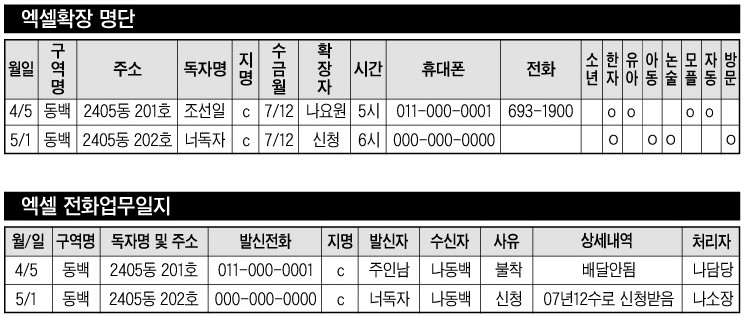 엑셀확장 명단
월일 구역명 주소 독자명 지명 수금월 확장자 시간 휴대폰 전화 소년 한자 유아 아동 논술 모플 자동 방문
4/5 동백 2405동 201호 조선일 c 7/12 나요원 5시 011-000-0001 693-1900 o o o o
5/1 동백 2405동 202호 너독자 c 7/12 신청 6시 000-000-0000 o o o o
엑셀 전화업무일지
월/일 구역명 독자명 및 주소 발신전화 지명 발신자 수신자 사유 상세내역 처리자
4/5 동백 2405동 201호 011-000-0001 c 주인남 나동백 불착 배달안됨 나담당
5/1 동백 2405동 202호 000-000-0000 c 너독자 나동백 신청 07년12수로 신청받음 나소장